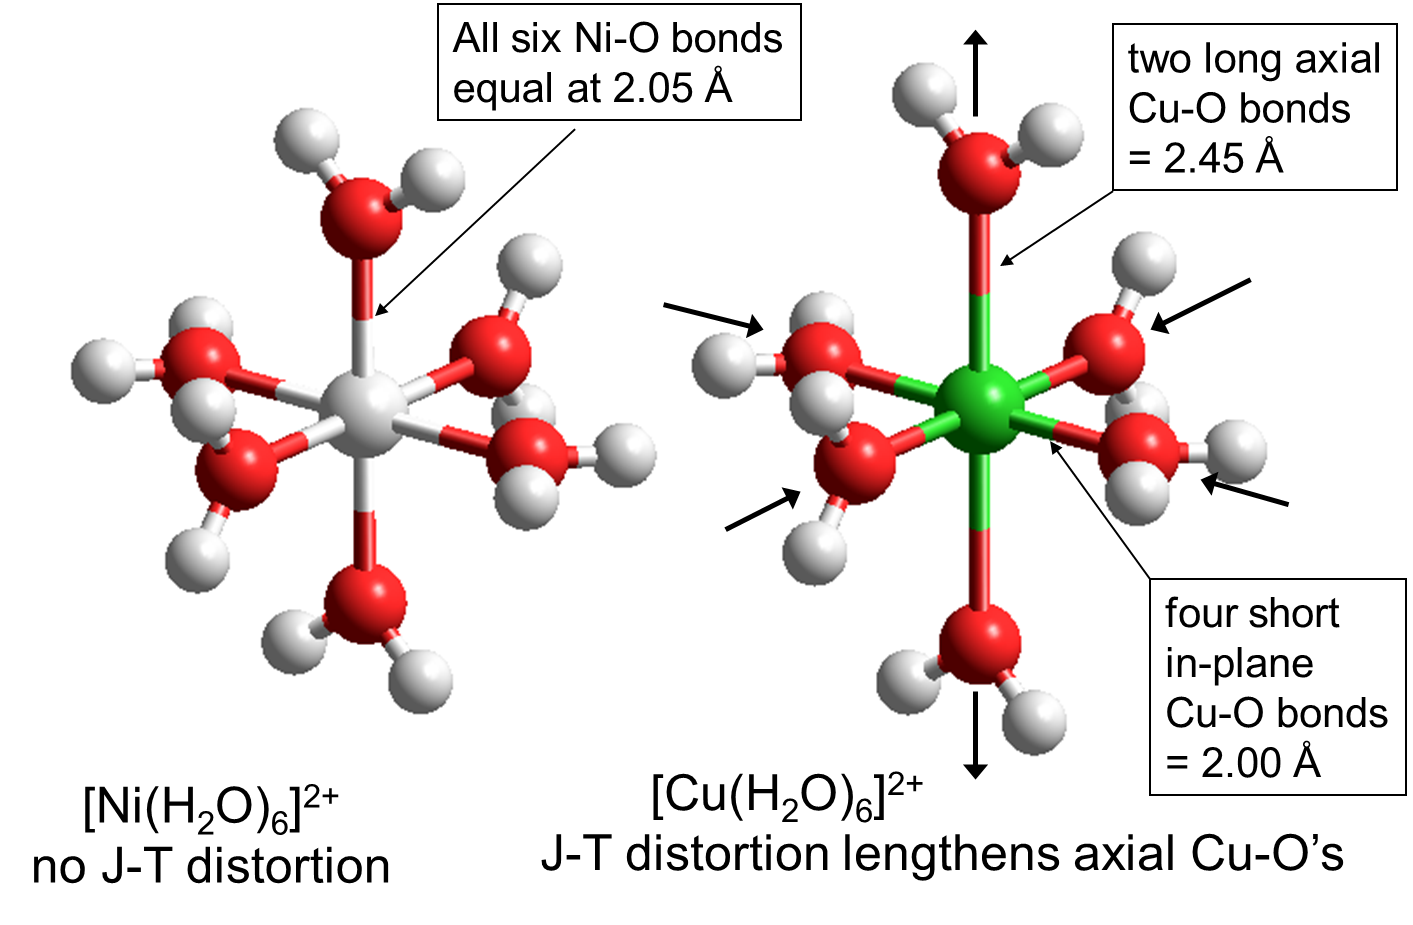 All six Ni-O bonds
equal at 2.05 Å
two long axial
Cu-O bonds
= 2.45 Å
four short
in-plane
Cu-O bonds
= 2.00 Å
[Ni(H₂O)₆]²⁺
no J-T distortion
[Cu(H₂O)₆]²⁺
J-T distortion lengthens axial Cu-O’s